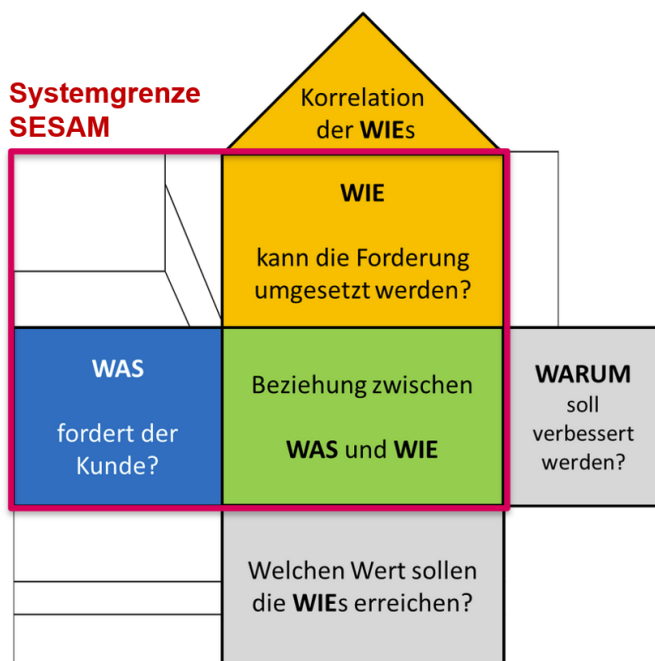 Systemgrenze
SESAM
Korrelation
der WIEs
WIE
kann die Forderung
umgesetzt werden?
WAS
fordert der
Kunde?
Beziehung zwischen
WAS und WIE
WARUM
soll
verbessert
werden?
Welchen Wert sollen
die WIEs erreichen?